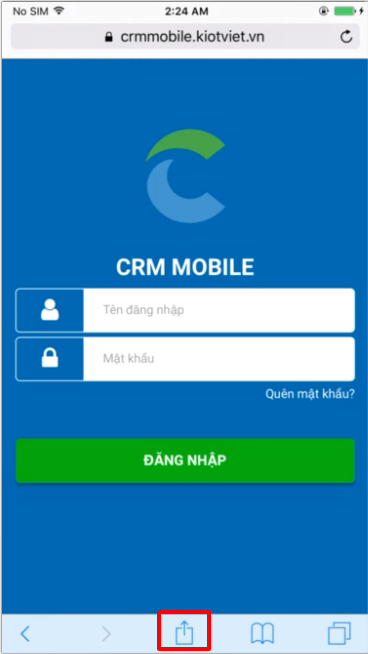 No SIM 2:24 AM
crmmobile.kiotviet.vn
CRM MOBILE
Tên đăng nhập
Mật khẩu
Quên mật khẩu?
ĐĂNG NHẬP